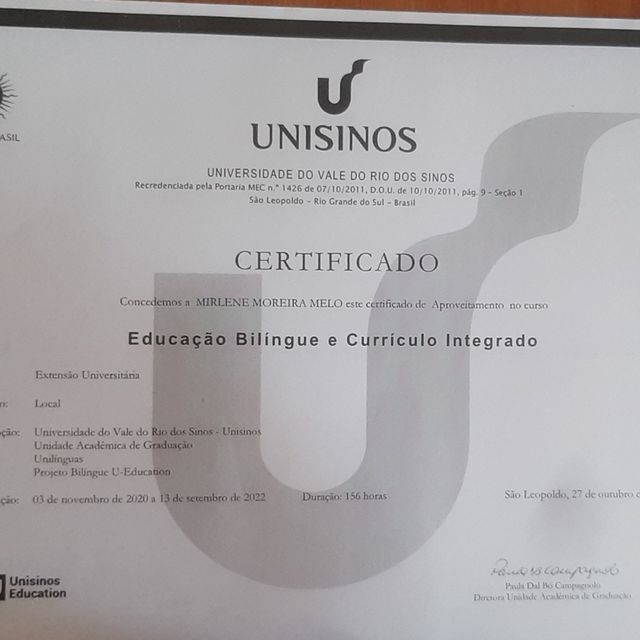 ASIL
UNISINOS
UNIVERSIDADE DO VALE DO RIO DOS SINOS
Recredenciada pela Portaria MEC n.º 1426 de 07/10/2011, D.O.U. de 10/10/2011, pág. 9 - Seção 1
São Leopoldo - Rio Grande do Sul - Brasil
CERTIFICADO
Concedemos a MIRLENE MOREIRA MELO este certificado de Aproveitamento no curso
Educação Bilíngue e Currículo Integrado
Extensão Universitária
o: Local
ção: Universidade do Vale do Rio dos Sinos - Unisinos
Unidade Acadêmica de Graduação
Unilínguas
Projeto Bilíngue U-Education
ção: 03 de novembro de 2020 a 13 de setembro de 2022 Duração: 156 horas São Leopoldo, 27 de outubro
Paula Dal Bó Campagnolo
Diretora Unidade Acadêmica de Graduação
Unisinos
Education